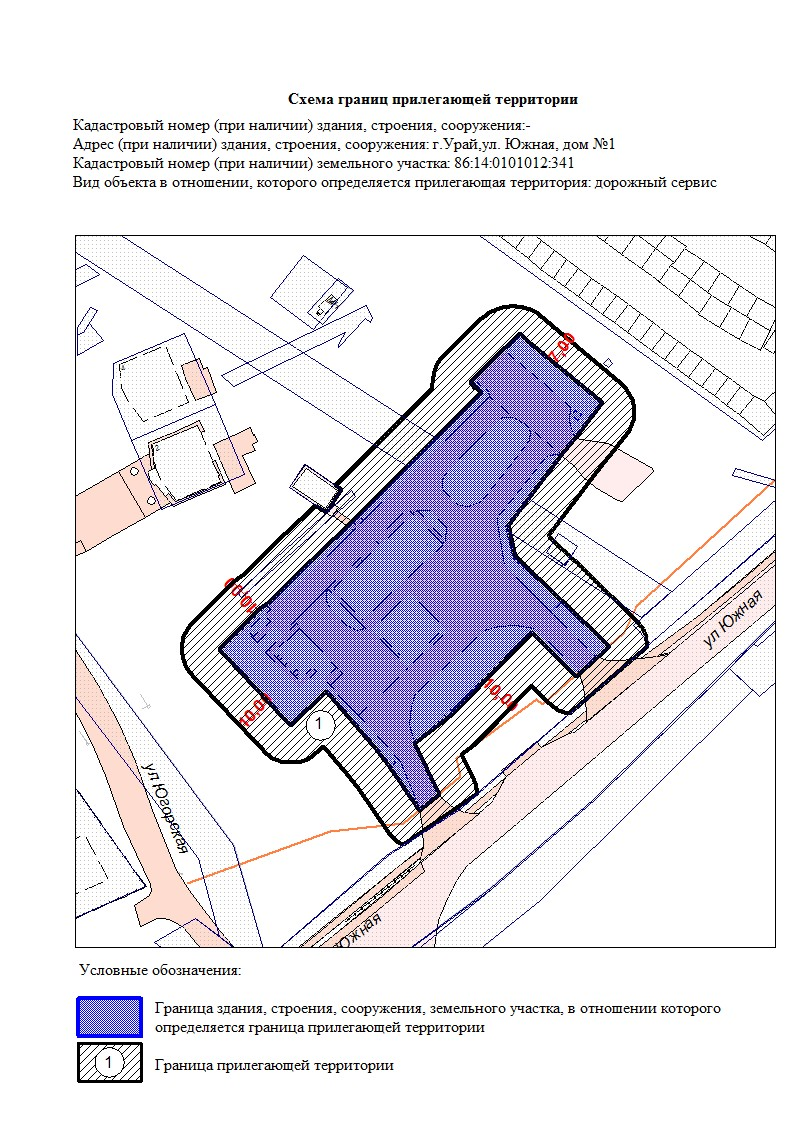 Схема границ прилегающей территории
Кадастровый номер (при наличии) здания, строения, сооружения:-
Адрес (при наличии) здания, строения, сооружения: г.Урай,ул. Южная, дом №1
Кадастровый номер (при наличии) земельного участка: 86:14:0101012:341
Вид объекта в отношении, которого определяется прилегающая территория: дорожный сервис
7,00
10,00
ул Южная
10,00
10,00
1
ул Югорская
Южная
Условные обозначения:
Граница здания, строения, сооружения, земельного участка, в отношении которого
определяется граница прилегающей территории
1
Граница прилегающей территории